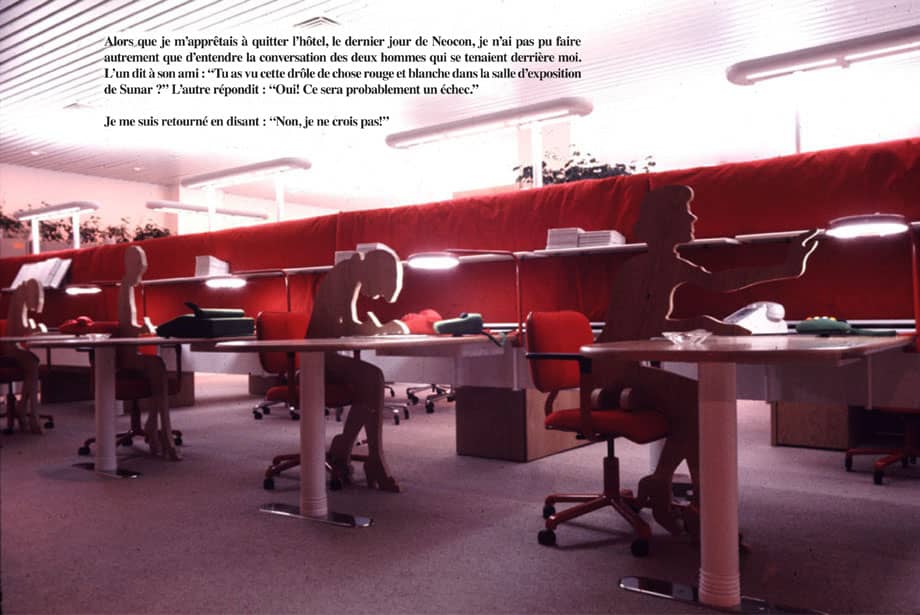 Alors que je m’apprêtais à quitter l’hôtel, le dernier jour de Neocon, je n’ai pas pu faire
autrement que d’entendre la conversation des deux hommes qui se tenaient derrière moi.
L’un dit à son ami : “Tu as vu cette drôle de chose rouge et blanche dans la salle d’exposition
de Sunar ?” L’autre répondit : “Oui! Ce sera probablement un échec.”
Je me suis retourné en disant : “Non, je ne crois pas!”